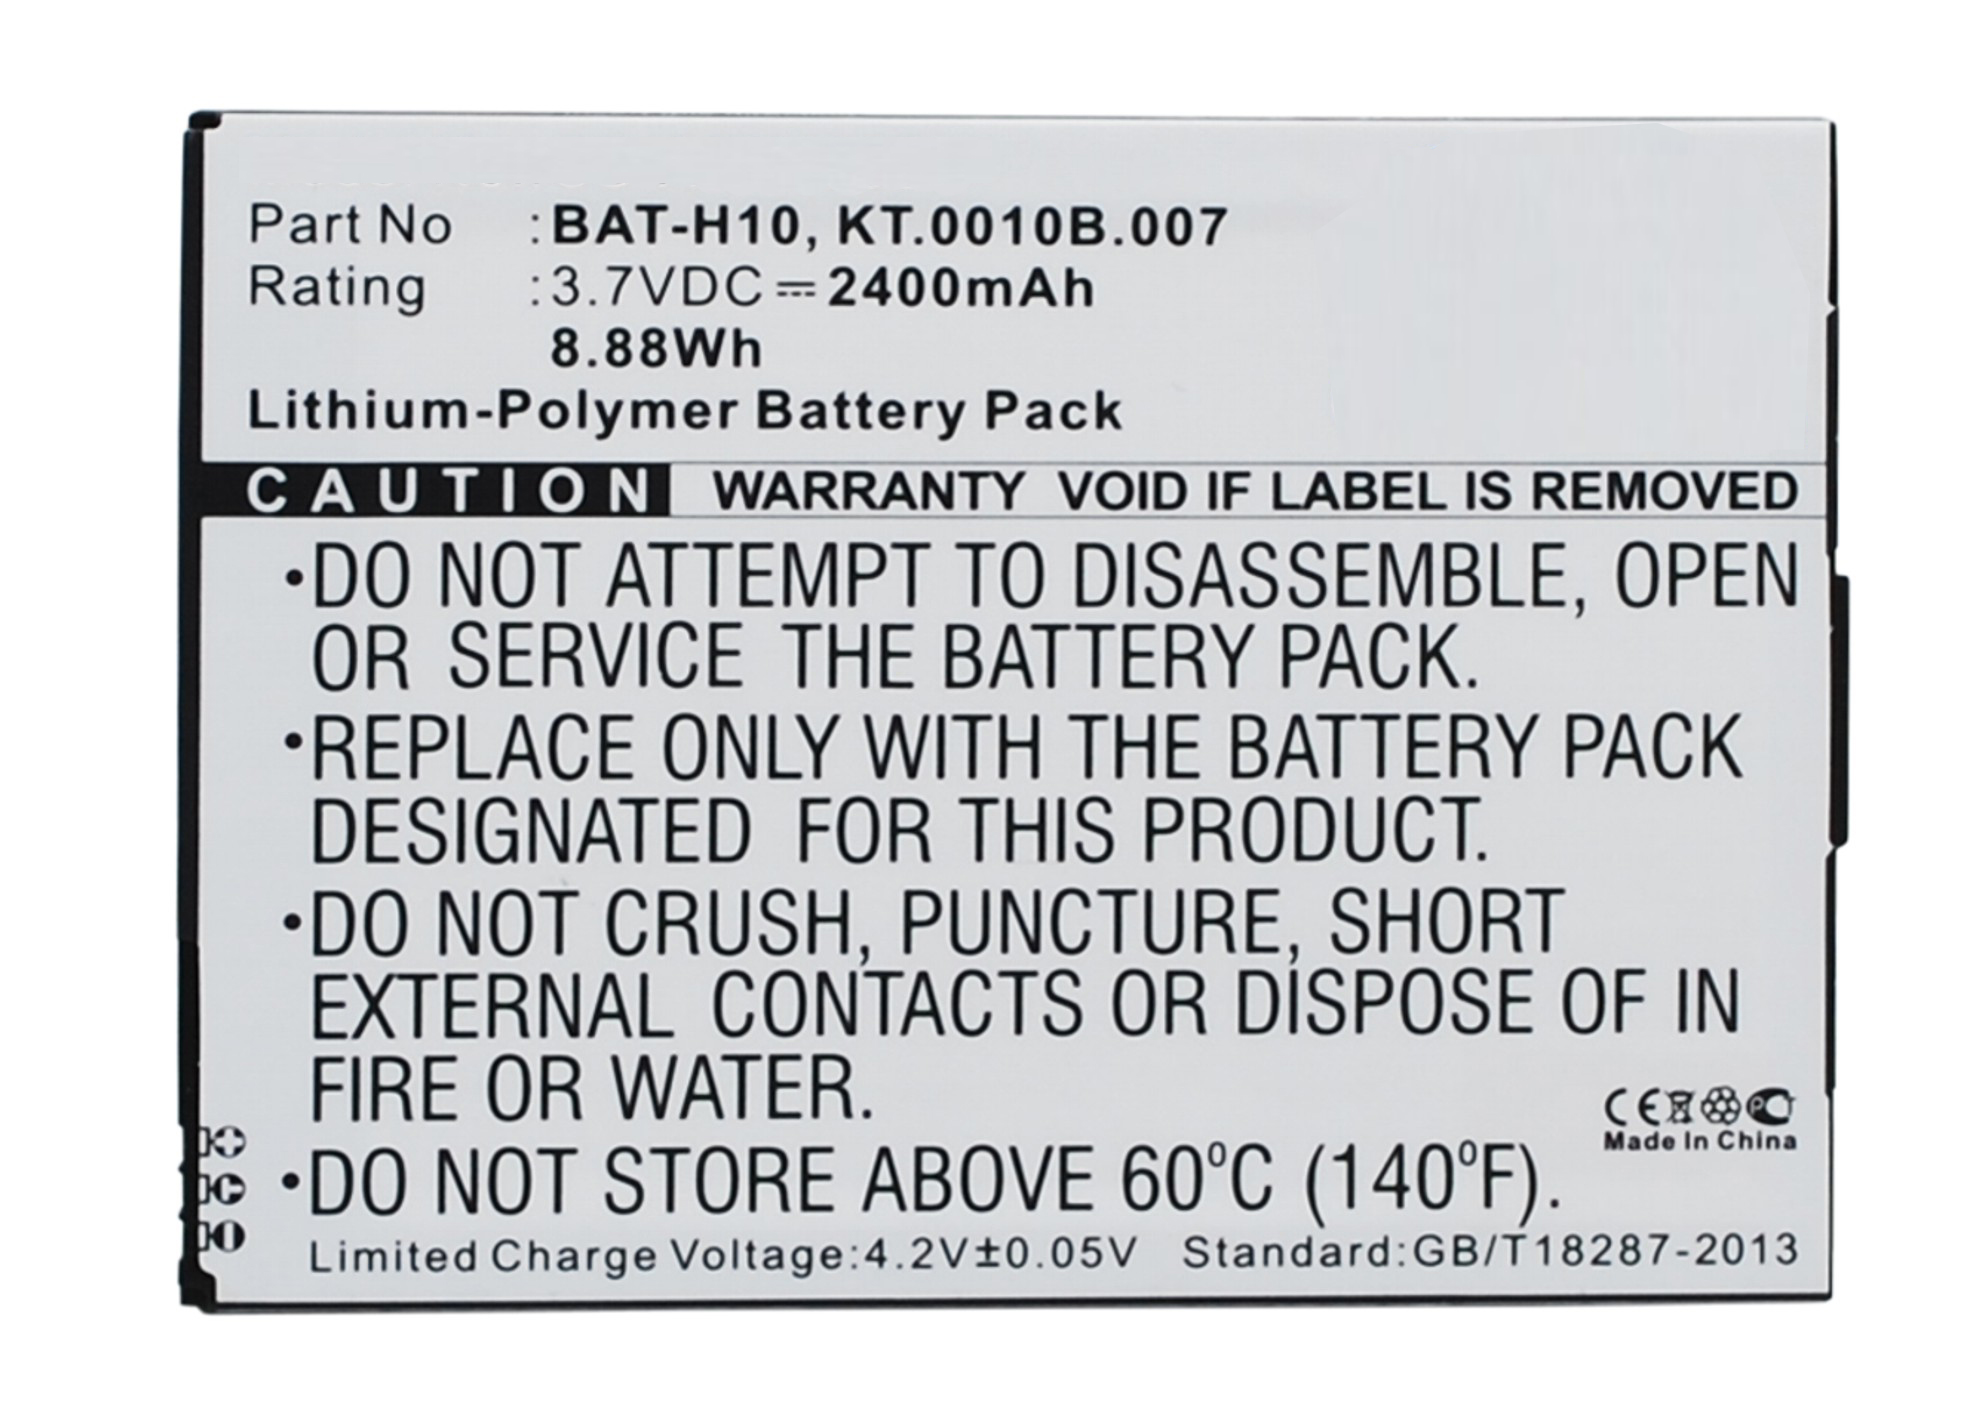 Part No : BAT-H10, KT.0010B.007
Rating : 3.7VDC ⎓ 2400mAh
8.88Wh
Lithium-Polymer Battery Pack
CAUTION WARRANTY VOID IF LABEL IS REMOVED
•DO NOT ATTEMPT TO DISASSEMBLE, OPEN
OR SERVICE THE BATTERY PACK.
•REPLACE ONLY WITH THE BATTERY PACK
DESIGNATED FOR THIS PRODUCT.
•DO NOT CRUSH, PUNCTURE, SHORT
EXTERNAL CONTACTS OR DISPOSE OF IN
FIRE OR WATER.
CE
Made In China
•DO NOT STORE ABOVE 60°C (140°F).
Limited Charge Voltage:4.2V±0.05V Standard:GB/T18287-2013